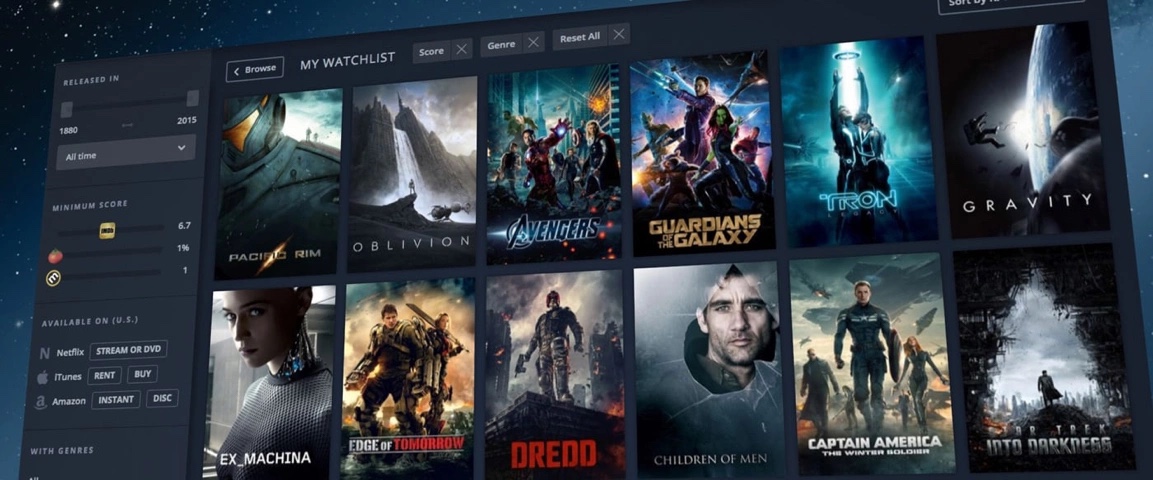 Sort by
RELEASED IN
1880
2015
All time
MINIMUM SCORE
IMDb
6.7
1%
1
AVAILABLE ON (U.S.)
Netflix
STREAM OR DVD
iTunes
RENT
BUY
Amazon
INSTANT
DISC
WITH GENRES
Browse
MY WATCHLIST
Score
Genre
Reset All
PACIFIC RIM
OBLIVION
AVENGERS
GUARDIANS
OF THE GALAXY
TRON
LEGACY
GRAVITY
EX_MACHINA
EDGE OF TOMORROW
DREDD
CHILDREN OF MEN
CAPTAIN AMERICA
THE WINTER SOLDIER
STAR TREK
INTO DARKNESS